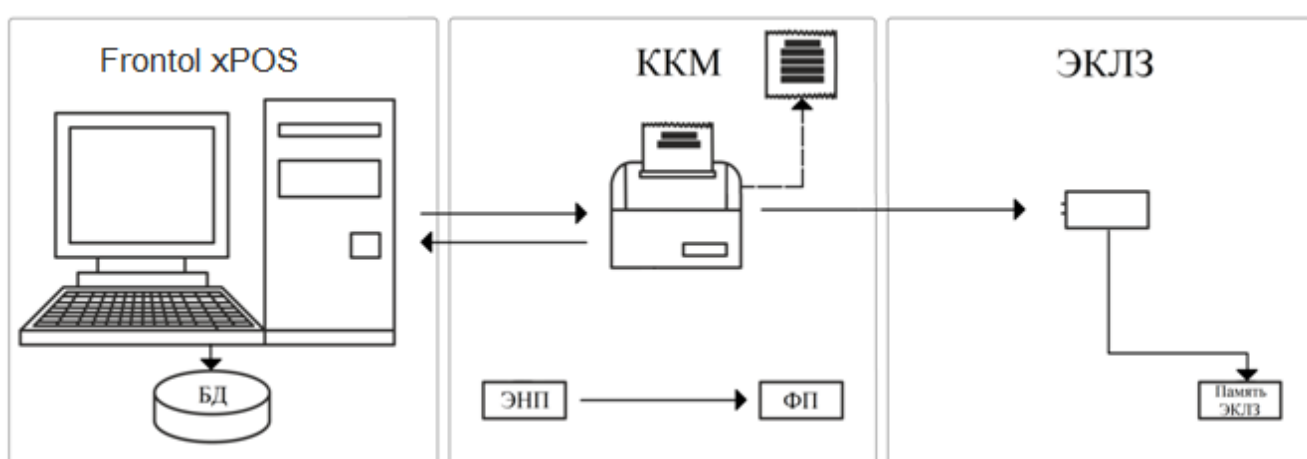 Frontol xPOS
ККМ
ЭКЛЗ
БД
ЭНП
ФП
Память
ЭКЛЗ